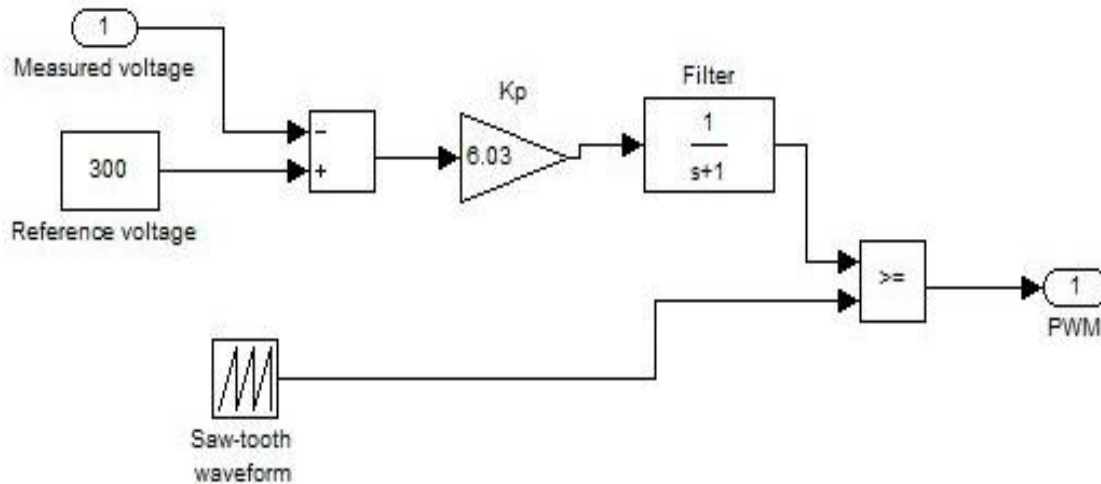 1
Measured voltage
300
Reference voltage
−
+
Kp
6.03
Filter
1
s+1
Saw-tooth
waveform
>=
1
PWM